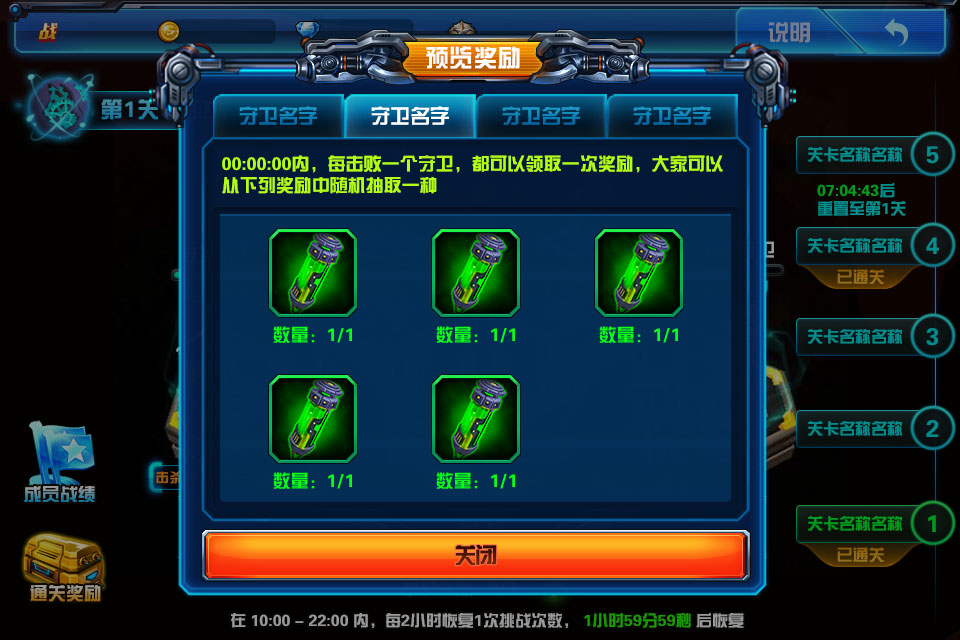 战
预览奖励
说明
第1关
守卫名字 守卫名字 守卫名字 守卫名字
00:00:00内，每击败一个守卫，都可以领取一次奖励，大家可以
从下列奖励中随机抽取一种
数量：1/1 数量：1/1 数量：1/1
数量：1/1 数量：1/1
关闭
关卡名称名称 5
07:04:43后
重置至第1关
关卡名称名称 4
已通关
关卡名称名称 3
关卡名称名称 2
关卡名称名称 1
已通关
成员战绩
击杀
通关奖励
在 10:00 – 22:00 内，每2小时恢复1次挑战次数，1小时59分59秒 后恢复